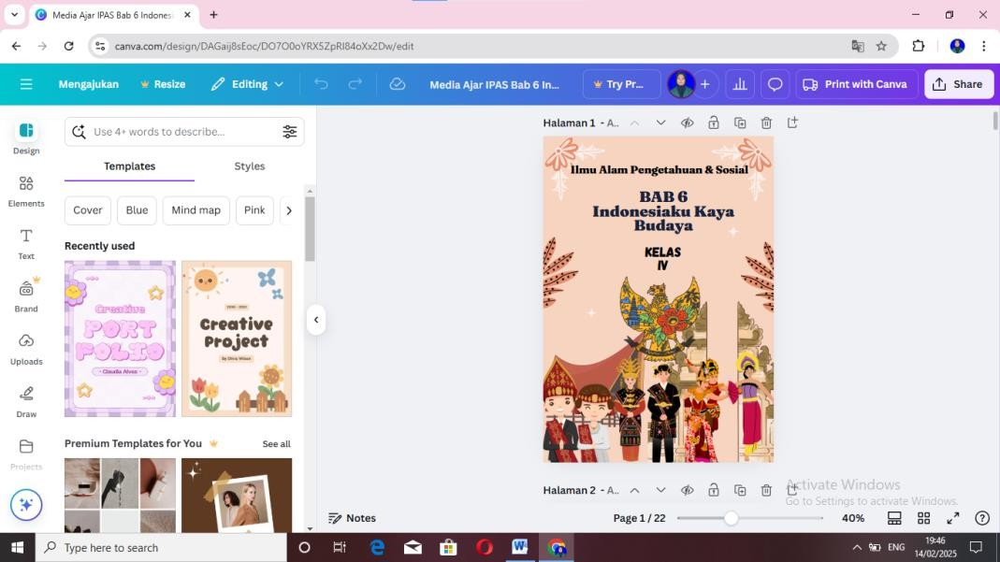 Media Ajar IPAS Bab 6 Indonesi
canva.com/design/DAGaij8sEoc/DO7O0oYRX5ZpRI84oXx2Dw/edit
Mengajukan
Resize
Editing
Media Ajar IPAS Bab 6 In...
Try Pr...
Print with Canva
Share
Design
Elements
Text
Brand
Uploads
Draw
Projects
Use 4+ words to describe...
Templates
Styles
Cover
Blue
Mind map
Pink
Recently used
Creative
PORT
FOLIO
- Claudia Alves -
Creative
Project
By Olivia Wilson
Premium Templates for You
See all
Halaman 1 - A..
Ilmu Alam Pengetahuan & Sosial
BAB 6
Indonesiaku Kaya
Budaya
KELAS
IV
Halaman 2 - A..
Activate Windows
Go to Settings to activate Windows.
Notes
Page 1 / 22
40%
Type here to search
ENG
19:46
14/02/2025